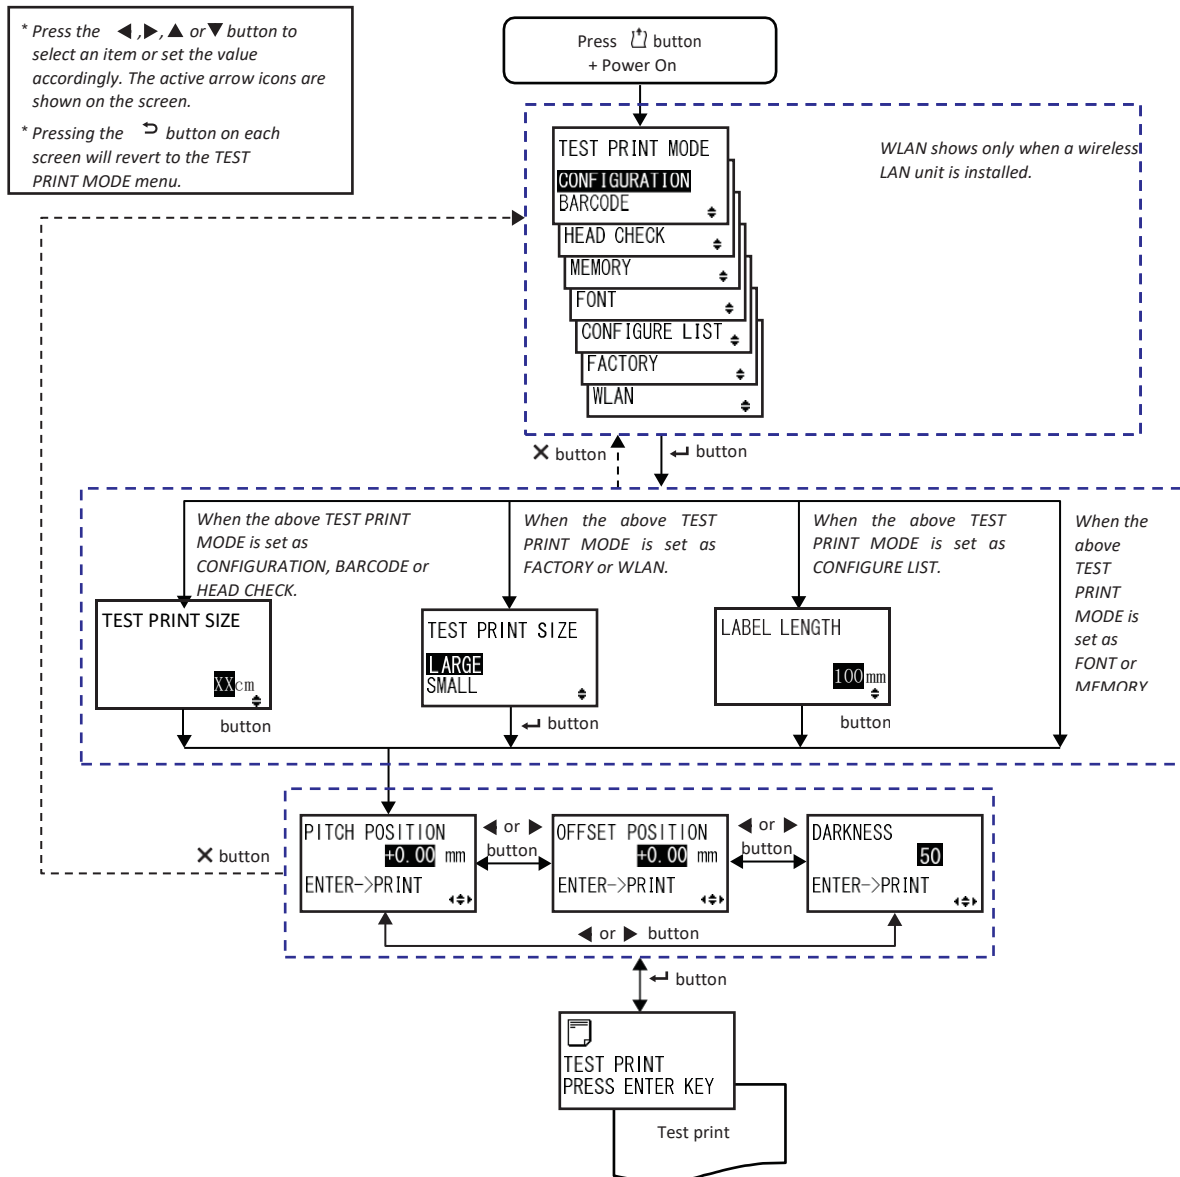 * Press the ◀ ,▶, ▲ or ▼ button to
select an item or set the value
accordingly. The active arrow icons are
shown on the screen.
* Pressing the ⮌ button on each
screen will revert to the TEST
PRINT MODE menu.
Press button
+ Power On
TEST PRINT MODE
CONFIGURATION
BARCODE
HEAD CHECK
MEMORY
FONT
CONFIGURE LIST
FACTORY
WLAN
WLAN shows only when a wireless
LAN unit is installed.
✕ button
↵ button
When the above TEST PRINT
MODE is set as
CONFIGURATION, BARCODE or
HEAD CHECK.
When the above TEST
PRINT MODE is set as
FACTORY or WLAN.
When the above TEST
PRINT MODE is set as
CONFIGURE LIST.
When the
above
TEST
PRINT
MODE is
set as
FONT or
MEMORY
TEST PRINT SIZE
XXcm
button
TEST PRINT SIZE
LARGE
SMALL
↵ button
LABEL LENGTH
100mm
button
✕ button
PITCH POSITION
+0.00 mm
ENTER->PRINT
◀ or ▶
button
OFFSET POSITION
+0.00 mm
ENTER->PRINT
◀ or ▶
button
DARKNESS
50
ENTER->PRINT
◀ or ▶ button
↵ button
TEST PRINT
PRESS ENTER KEY
Test print